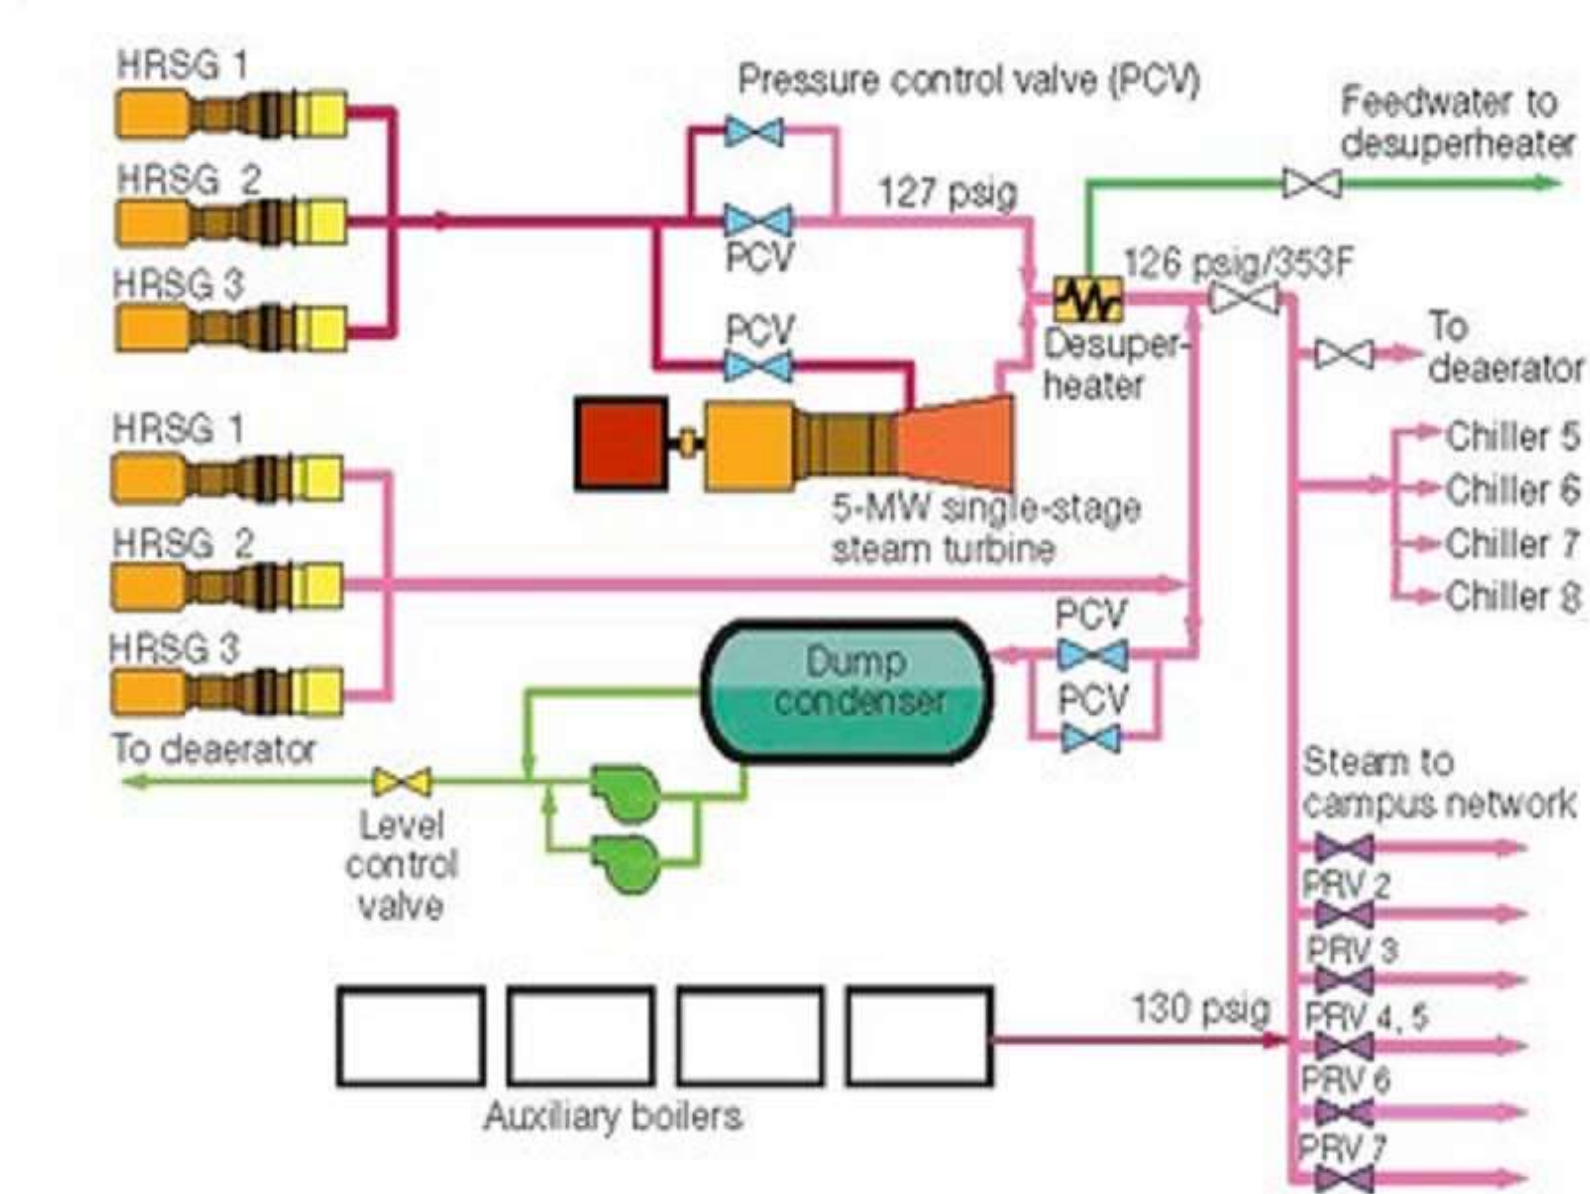 HRSG 1
HRSG 2
HRSG 3
Pressure control valve (PCV)
PCV
127 psig
PCV
Feedwater to
desuperheater
126 psig/353F
Desuper-
heater
To
deaerator
5-MW single-stage
steam turbine
Chiller 5
Chiller 6
Chiller 7
Chiller 8
HRSG 1
HRSG 2
HRSG 3
PCV
PCV
Dump
condenser
To deaerator
Level
control
valve
Steam to
campus network
PRV 2
PRV 3
PRV 4, 5
PRV 6
PRV 7
130 psig
Auxiliary boilers